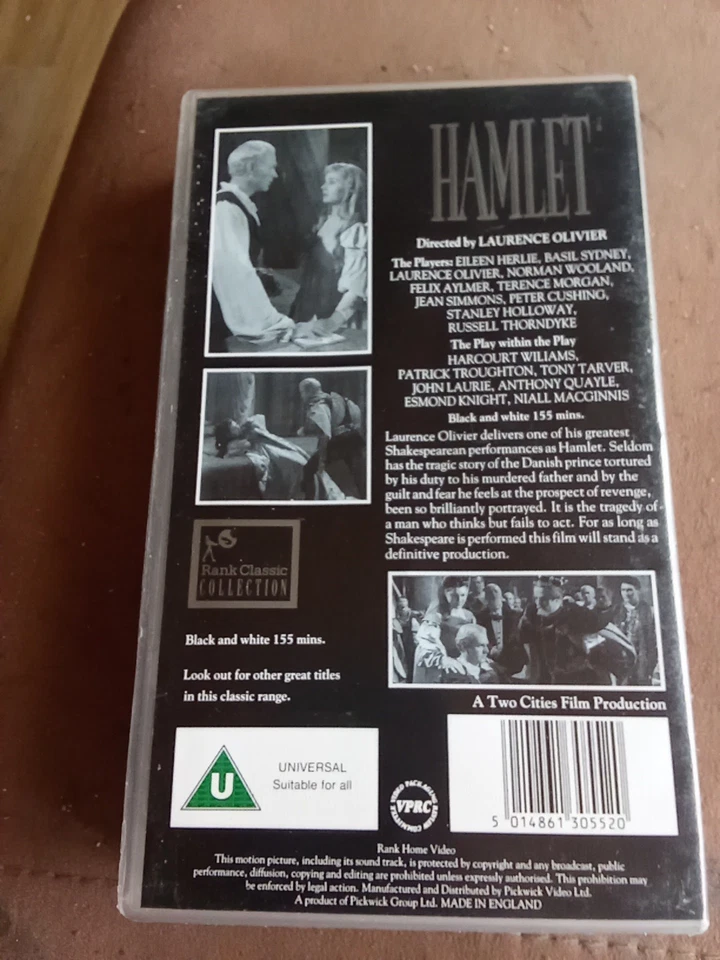 HAMLET
Directed by LAURENCE OLIVIER
The Players: EILEEN HERLIE, BASIL SYDNEY,
LAURENCE OLIVIER, NORMAN WOOLAND,
FELIX AYLMER, TERENCE MORGAN,
JEAN SIMMONS, PETER CUSHING,
STANLEY HOLLOWAY,
RUSSELL THORNDYKE
The Play within the Play
HARCOURT WILIAMS,
PATRICK TROUGHTON, TONY TARVER,
JOHN LAURIE, ANTHONY QUAYLE,
ESMOND KNIGHT, NIALL MACGINNIS
Black and white 155 mins.
Laurence Olivier delivers one of his greatest
Shakespearean performances as Hamlet. Seldom
has the tragic story of the Danish prince tortured
by his duty to his murdered father and by the
guilt and fear he feels at the prospect of revenge,
been so brilliantly portrayed. It is the tragedy of
a man who thinks but fails to act. For as long as
Shakespeare is performed this film will stand as a
definitive production.
Rank Classic
COLLECTION
Black and white 155 mins.
Look out for other great titles
in this classic range.
A Two Cities Film Production
U
UNIVERSAL
Suitable for all
VIDEO PACKAGING REVIEW COMMITTEE
VPRC
5 014861 305520
Rank Home Video
This motion picture, including its sound track, is protected by copyright and any broadcast, public
performance, diffusion, copying and editing are prohibited unless expressly authorised. This prohibition may
be enforced by legal action. Manufactured and Distributed by Pickwick Video Ltd.
A product of Pickwick Group Ltd. MADE IN ENGLAND